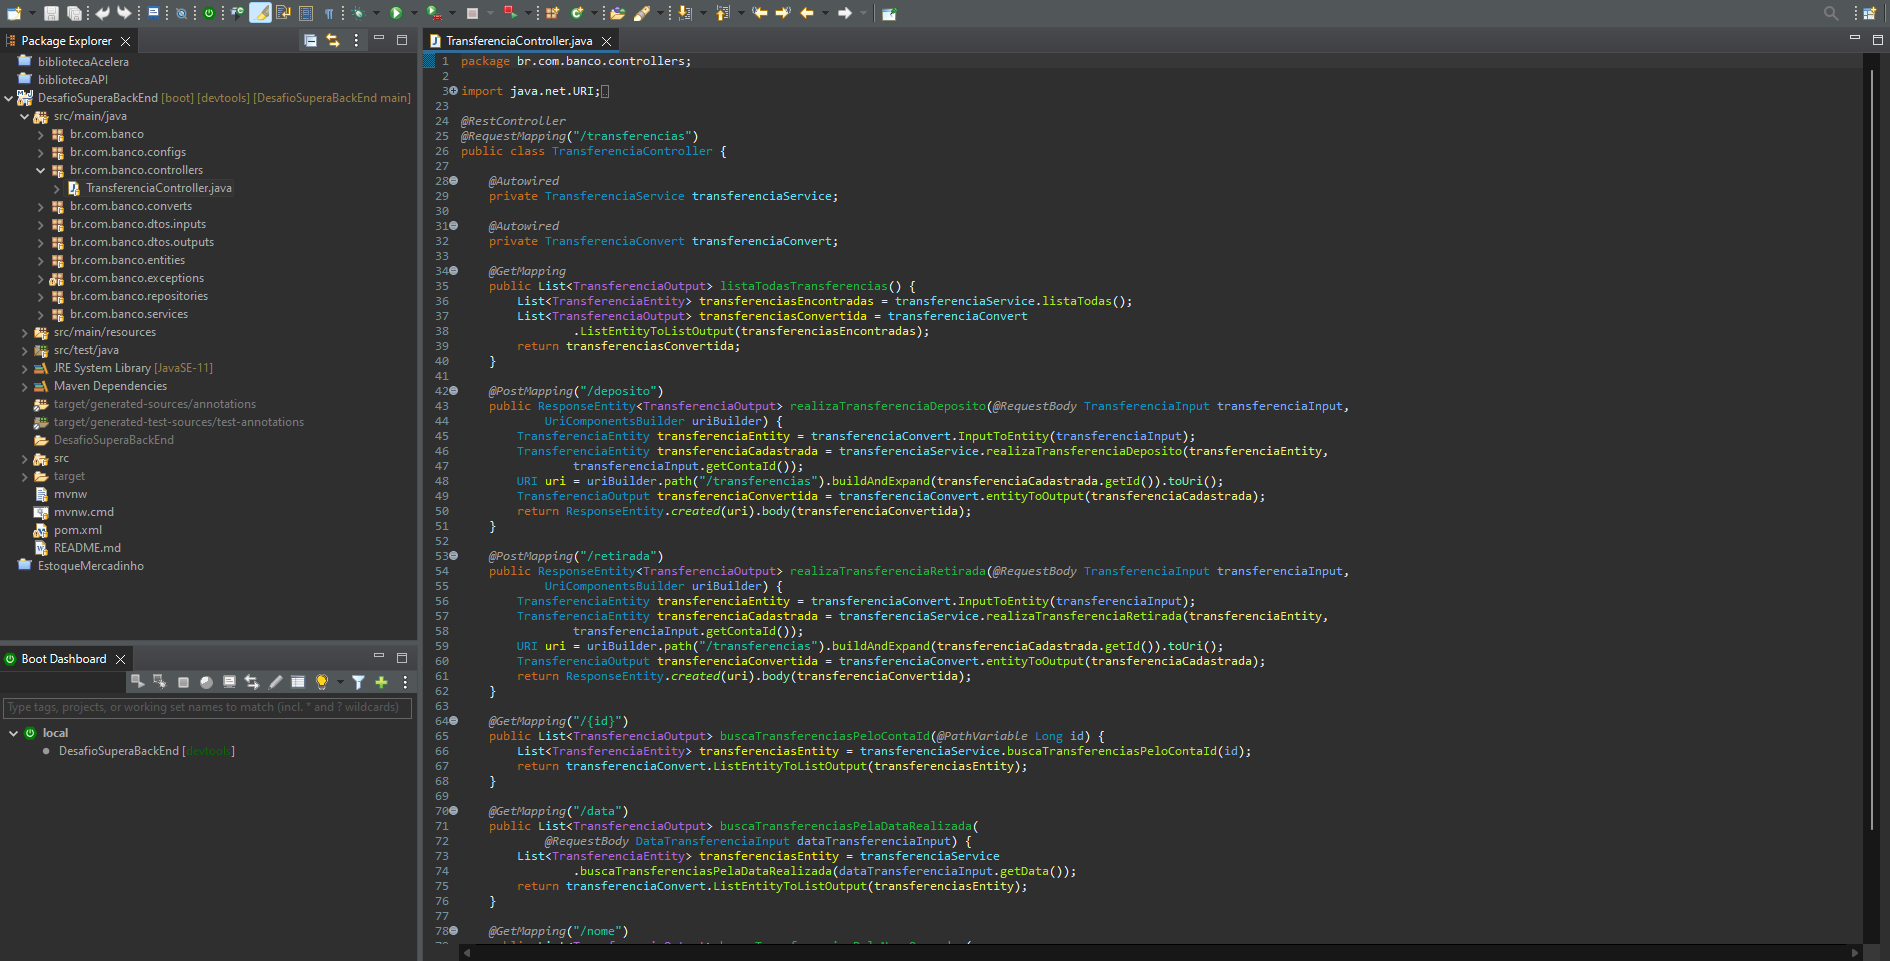 Package Explorer
bibliotecaAcelera
bibliotecaAPI
DesafioSuperaBackEnd [boot] [devtools] [DesafioSuperaBackEnd main]
src/main/java
br.com.banco
br.com.banco.configs
br.com.banco.controllers
TransferenciaController.java
br.com.banco.converts
br.com.banco.dtos.inputs
br.com.banco.dtos.outputs
br.com.banco.entities
br.com.banco.exceptions
br.com.banco.repositories
br.com.banco.services
src/main/resources
src/test/java
JRE System Library [JavaSE-11]
Maven Dependencies
target/generated-sources/annotations
target/generated-test-sources/test-annotations
DesafioSuperaBackEnd
src
target
mvnw
mvnw.cmd
pom.xml
README.md
EstoqueMercadinho
Boot Dashboard
Type tags, projects, or working set names to match (incl. * and ? wildcards)
local
DesafioSuperaBackEnd [devtools]
TransferenciaController.java
1 package br.com.banco.controllers;
2
3 import java.net.URI;
23
24 @RestController
25 @RequestMapping("/transferencias")
26 public class TransferenciaController {
27
28 @Autowired
29 private TransferenciaService transferenciaService;
30
31 @Autowired
32 private TransferenciaConvert transferenciaConvert;
33
34 @GetMapping
35 public List<TransferenciaOutput> listaTodasTransferencias() {
36 List<TransferenciaEntity> transferenciasEncontradas = transferenciaService.listaTodas();
37 List<TransferenciaOutput> transferenciasConvertida = transferenciaConvert
38 .ListEntityToListOutput(transferenciasEncontradas);
39 return transferenciasConvertida;
40 }
41
42 @PostMapping("/deposito")
43 public ResponseEntity<TransferenciaOutput> realizaTransferenciaDeposito(@RequestBody TransferenciaInput transferenciaInput,
44 UriComponentsBuilder uriBuilder) {
45 TransferenciaEntity transferenciaEntity = transferenciaConvert.InputToEntity(transferenciaInput);
46 TransferenciaEntity transferenciaCadastrada = transferenciaService.realizaTransferenciaDeposito(transferenciaEntity,
47 transferenciaInput.getContaId());
48 URI uri = uriBuilder.path("/transferencias").buildAndExpand(transferenciaCadastrada.getId()).toUri();
49 TransferenciaOutput transferenciaConvertida = transferenciaConvert.entityToOutput(transferenciaCadastrada);
50 return ResponseEntity.created(uri).body(transferenciaConvertida);
51 }
52
53 @PostMapping("/retirada")
54 public ResponseEntity<TransferenciaOutput> realizaTransferenciaRetirada(@RequestBody TransferenciaInput transferenciaInput,
55 UriComponentsBuilder uriBuilder) {
56 TransferenciaEntity transferenciaEntity = transferenciaConvert.InputToEntity(transferenciaInput);
57 TransferenciaEntity transferenciaCadastrada = transferenciaService.realizaTransferenciaRetirada(transferenciaEntity,
58 transferenciaInput.getContaId());
59 URI uri = uriBuilder.path("/transferencias").buildAndExpand(transferenciaCadastrada.getId()).toUri();
60 TransferenciaOutput transferenciaConvertida = transferenciaConvert.entityToOutput(transferenciaCadastrada);
61 return ResponseEntity.created(uri).body(transferenciaConvertida);
62 }
63
64 @GetMapping("/{id}")
65 public List<TransferenciaOutput> buscaTransferenciasPeloContaId(@PathVariable Long id) {
66 List<TransferenciaEntity> transferenciasEntity = transferenciaService.buscaTransferenciasPeloContaId(id);
67 return transferenciaConvert.ListEntityToListOutput(transferenciasEntity);
68 }
69
70 @GetMapping("/data")
71 public List<TransferenciaOutput> buscaTransferenciasPelaDataRealizada(
72 @RequestBody DataTransferenciaInput dataTransferenciaInput) {
73 List<TransferenciaEntity> transferenciasEntity = transferenciaService
74 .buscaTransferenciasPelaDataRealizada(dataTransferenciaInput.getData());
75 return transferenciaConvert.ListEntityToListOutput(transferenciasEntity);
76 }
77
78 @GetMapping("/nome")